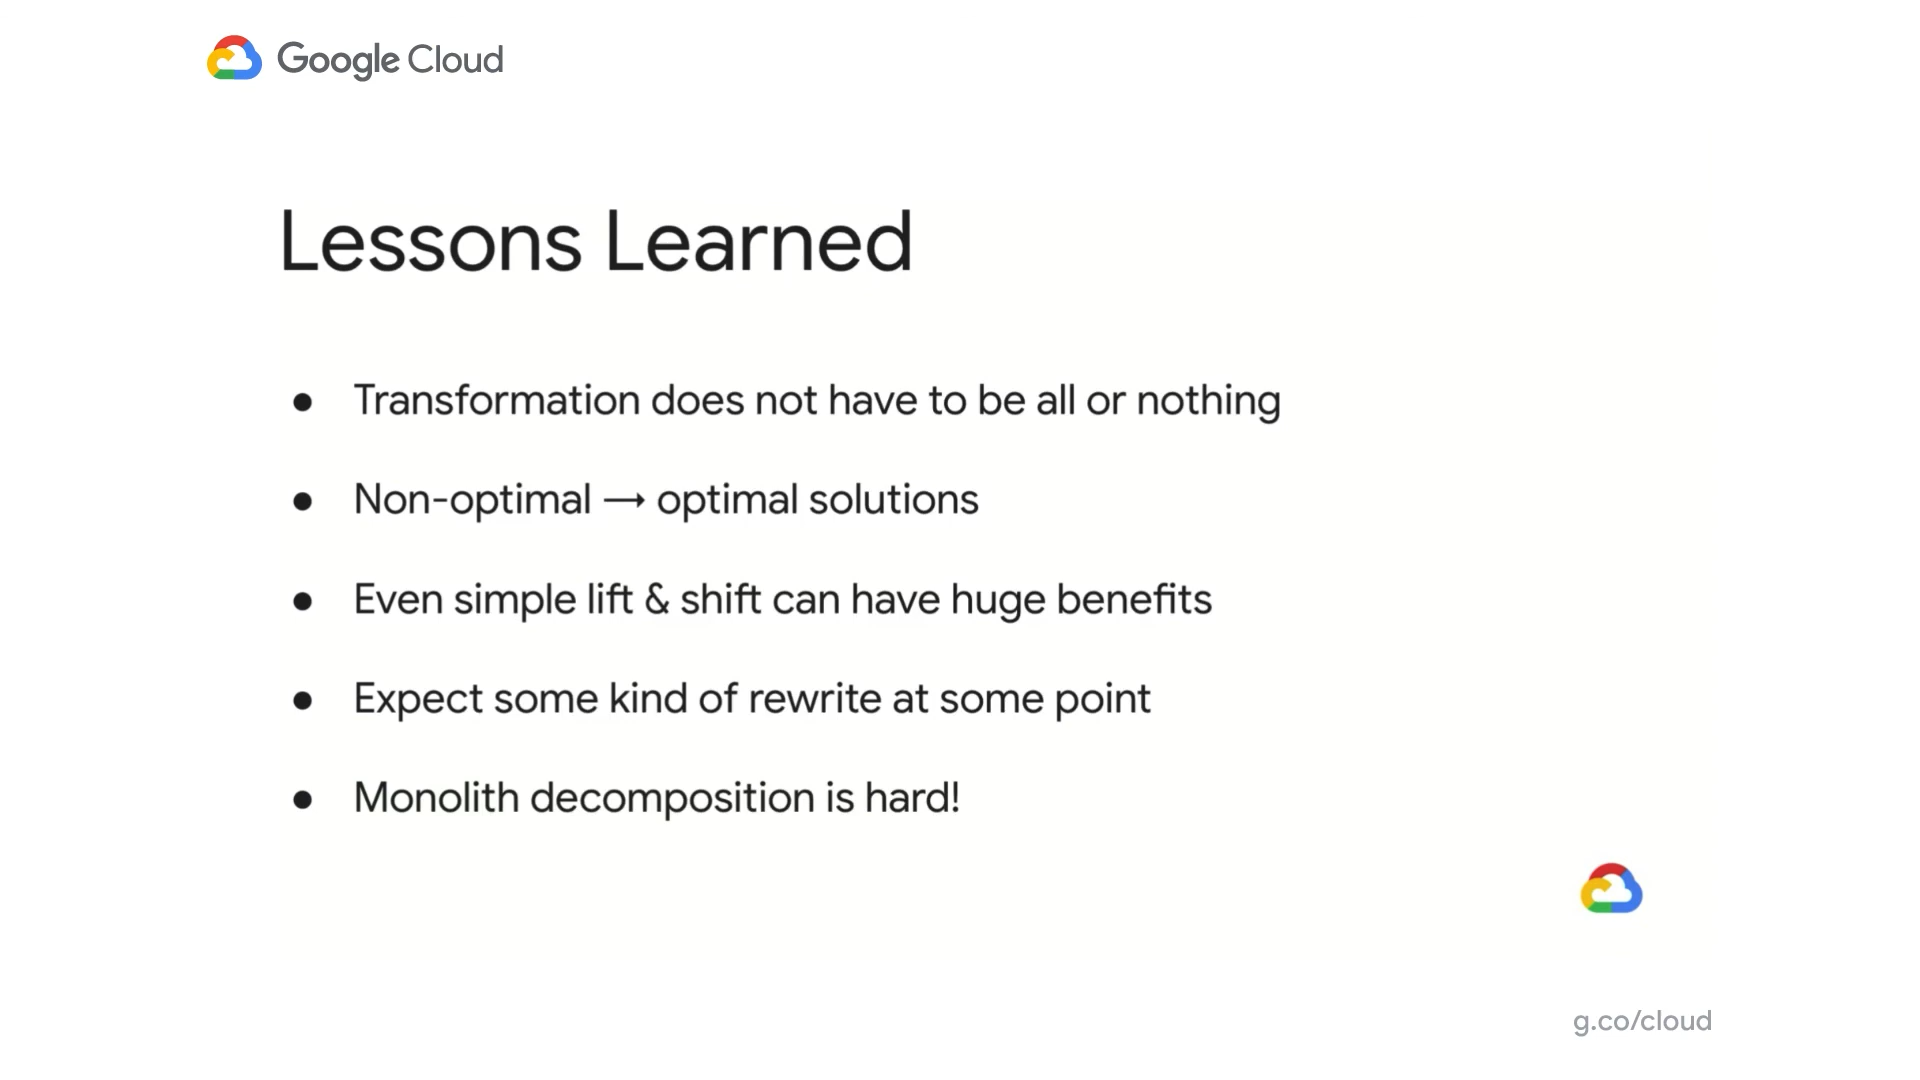 Google Cloud
Lessons Learned
● Transformation does not have to be all or nothing
● Non-optimal → optimal solutions
● Even simple lift & shift can have huge benefits
● Expect some kind of rewrite at some point
● Monolith decomposition is hard!
g.co/cloud